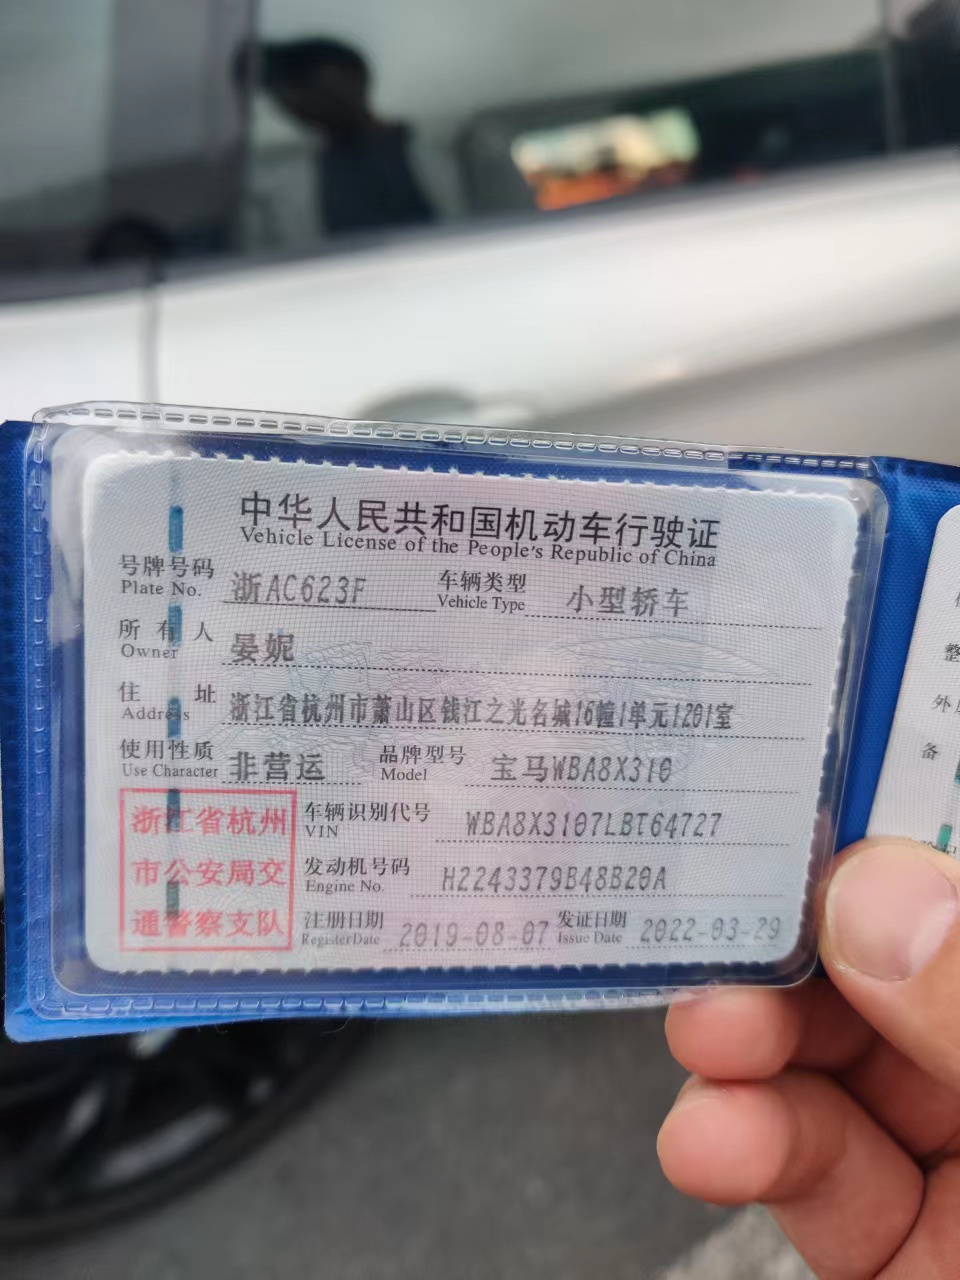 中华人民共和国机动车行驶证
Vehicle License of the People's Republic of China
号牌号码 浙AC623F 车辆类型 小型轿车
Plate No. Vehicle Type
所有人 晏妮
Owner
住址 浙江省杭州市萧山区钱江之光名城16幢1单元1201室
Address
使用性质 非营运 品牌型号 宝马WBA8X310
Use Character Model
浙江省杭州
市公安局交
通警察支队
车辆识别代号 WBA8X3107LBT64727
VIN
发动机号码 H2243379B48B20A
Engine No.
注册日期 2019-08-07 发证日期 2022-03-29
Register Date Issue Date
整
外
备